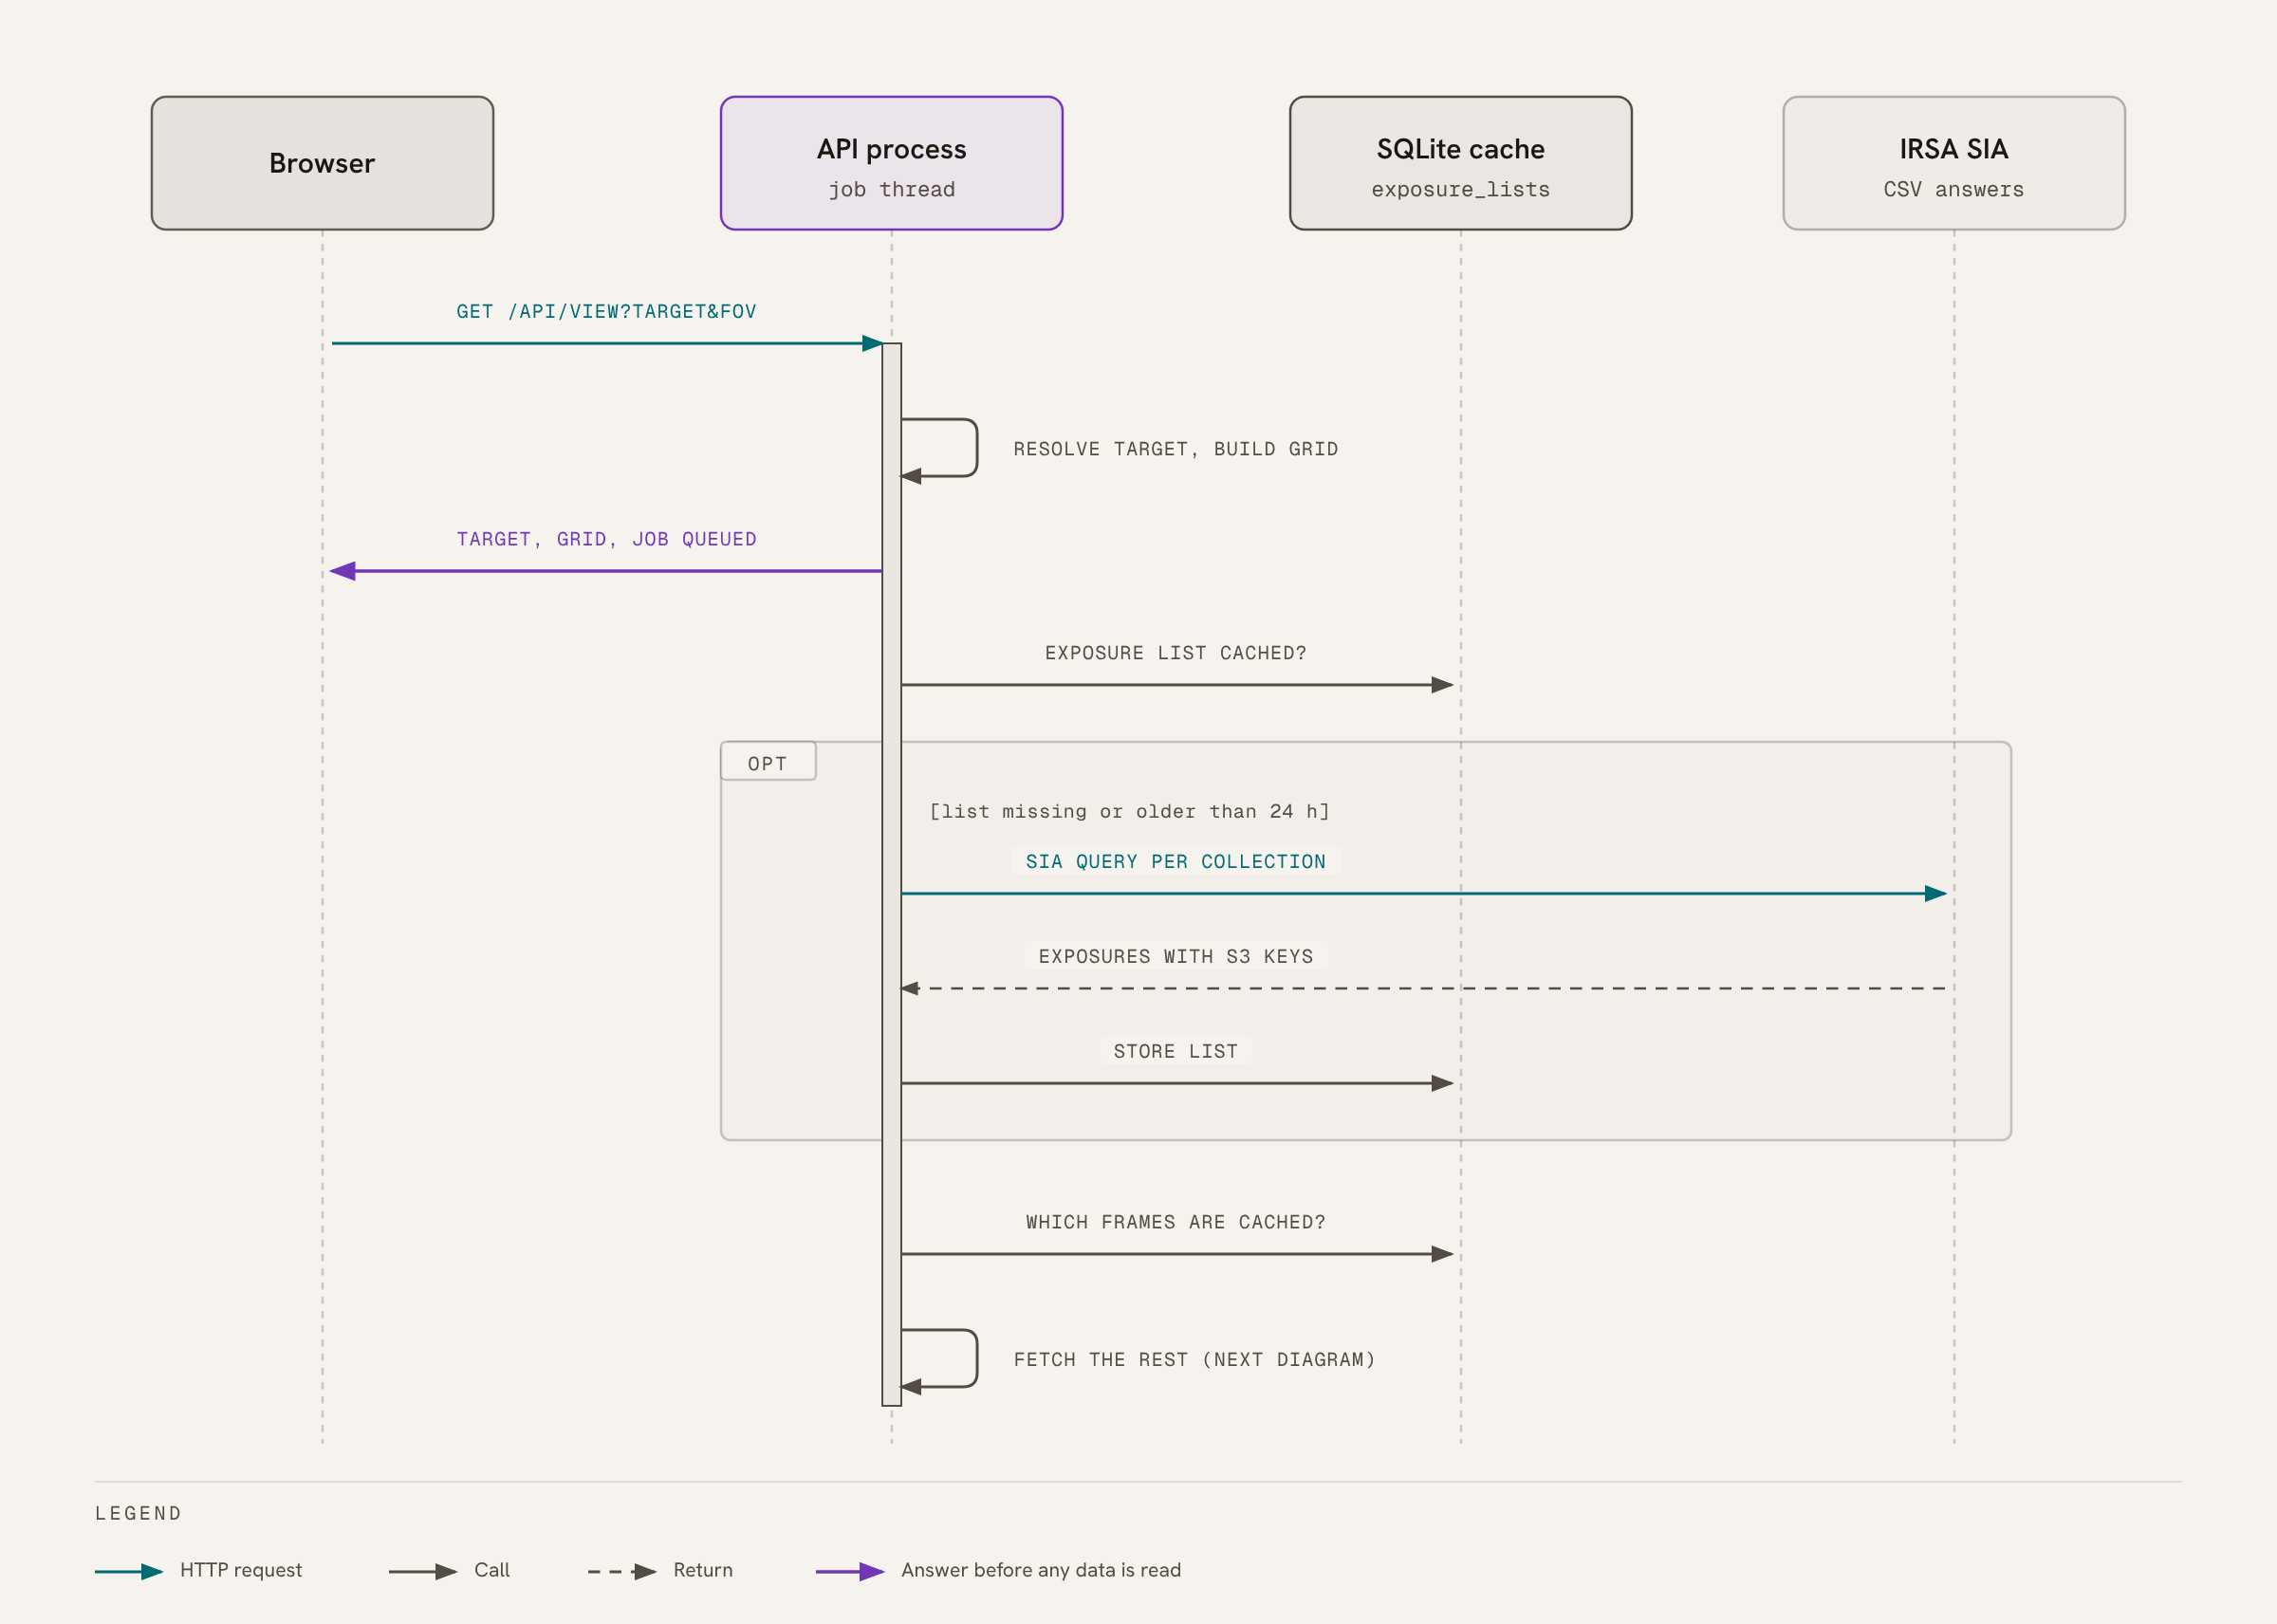 Browser
API process
job thread
SQLite cache
exposure_lists
IRSA SIA
CSV answers
GET /API/VIEW?TARGET&FOV
RESOLVE TARGET, BUILD GRID
TARGET, GRID, JOB QUEUED
EXPOSURE LIST CACHED?
OPT
[list missing or older than 24 h]
SIA QUERY PER COLLECTION
EXPOSURES WITH S3 KEYS
STORE LIST
WHICH FRAMES ARE CACHED?
FETCH THE REST (NEXT DIAGRAM)
LEGEND
HTTP request
Call
Return
Answer before any data is read